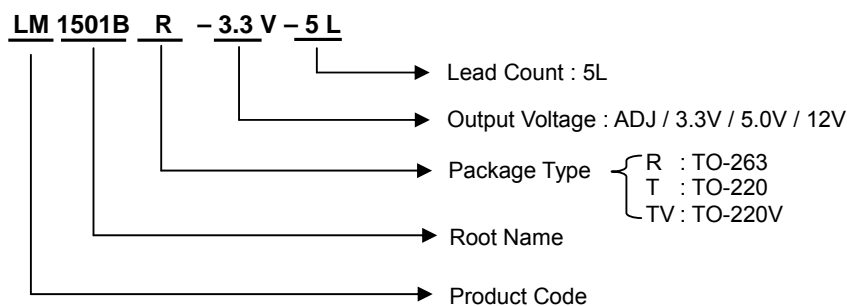 LM 1501B R – 3.3 V – 5 L
Lead Count : 5L
Output Voltage : ADJ / 3.3V / 5.0V / 12V
Package Type
R : TO-263
T : TO-220
TV : TO-220V
Root Name
Product Code